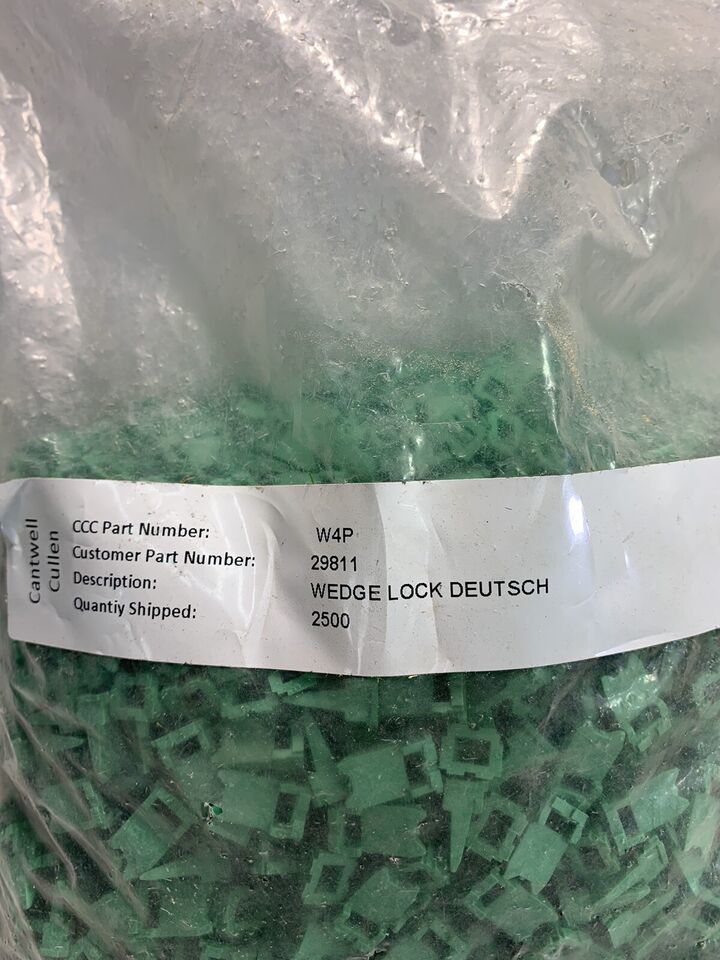 Cantwell
Cullen
CCC Part Number: W4P
Customer Part Number: 29811
Description: WEDGE LOCK DEUTSCH
Quantiy Shipped: 2500